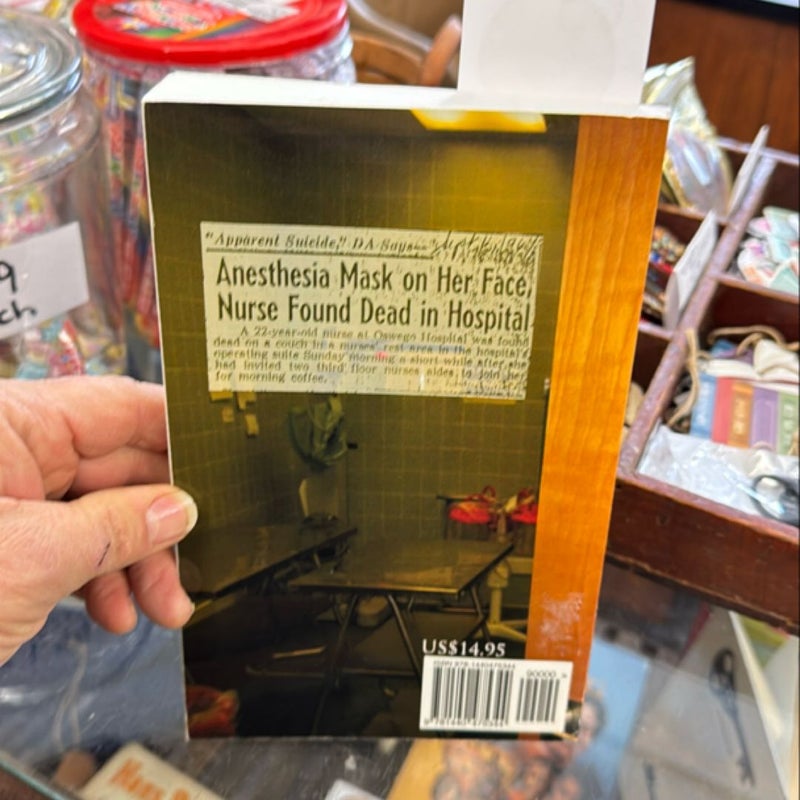 "Apparent Suicide," DA Says
Anesthesia Mask on Her Face,
Nurse Found Dead in Hospital
A 22-year-old nurse at Oswego Hospital was found
dead on a couch in a nurses' rest area in the hospital's
operating suite Sunday morning a short while after she
had invited two third floor nurses aides to join her
for morning coffee.
US$14.95
90000
9
ch